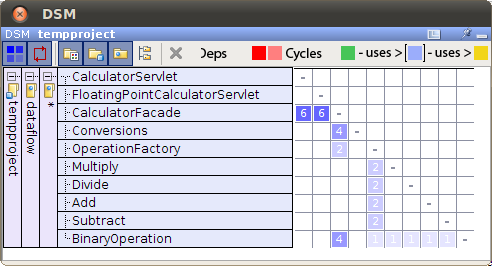 DSM
DSM tempproject
Deps Cycles - uses > [ ] - uses >
tempproject
dataflow
*
CalculatorServlet -
FloatingPointCalculatorServlet -
CalculatorFacade 6 6 -
Conversions 4 -
OperationFactory 2 -
Multiply 2 -
Divide 2 -
Add 2 -
Subtract 2 -
BinaryOperation 4 1 1 1 1 1 -